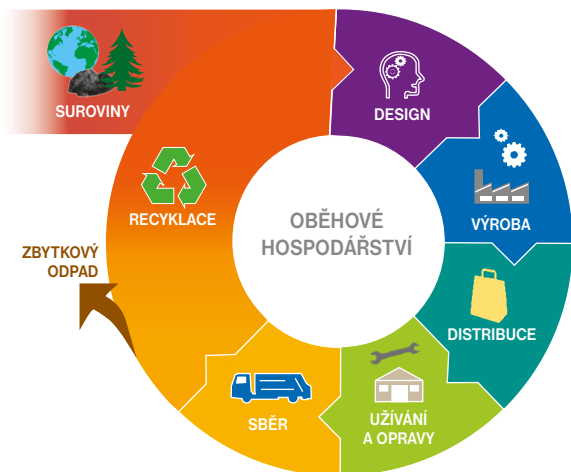 SUROVINY
DESIGN
VÝROBA
DISTRIBUCE
UŽÍVÁNÍ
A OPRAVY
SBĚR
RECYKLACE
ZBYTKOVÝ
ODPAD
OBĚHOVÉ
HOSPODÁŘSTVÍ